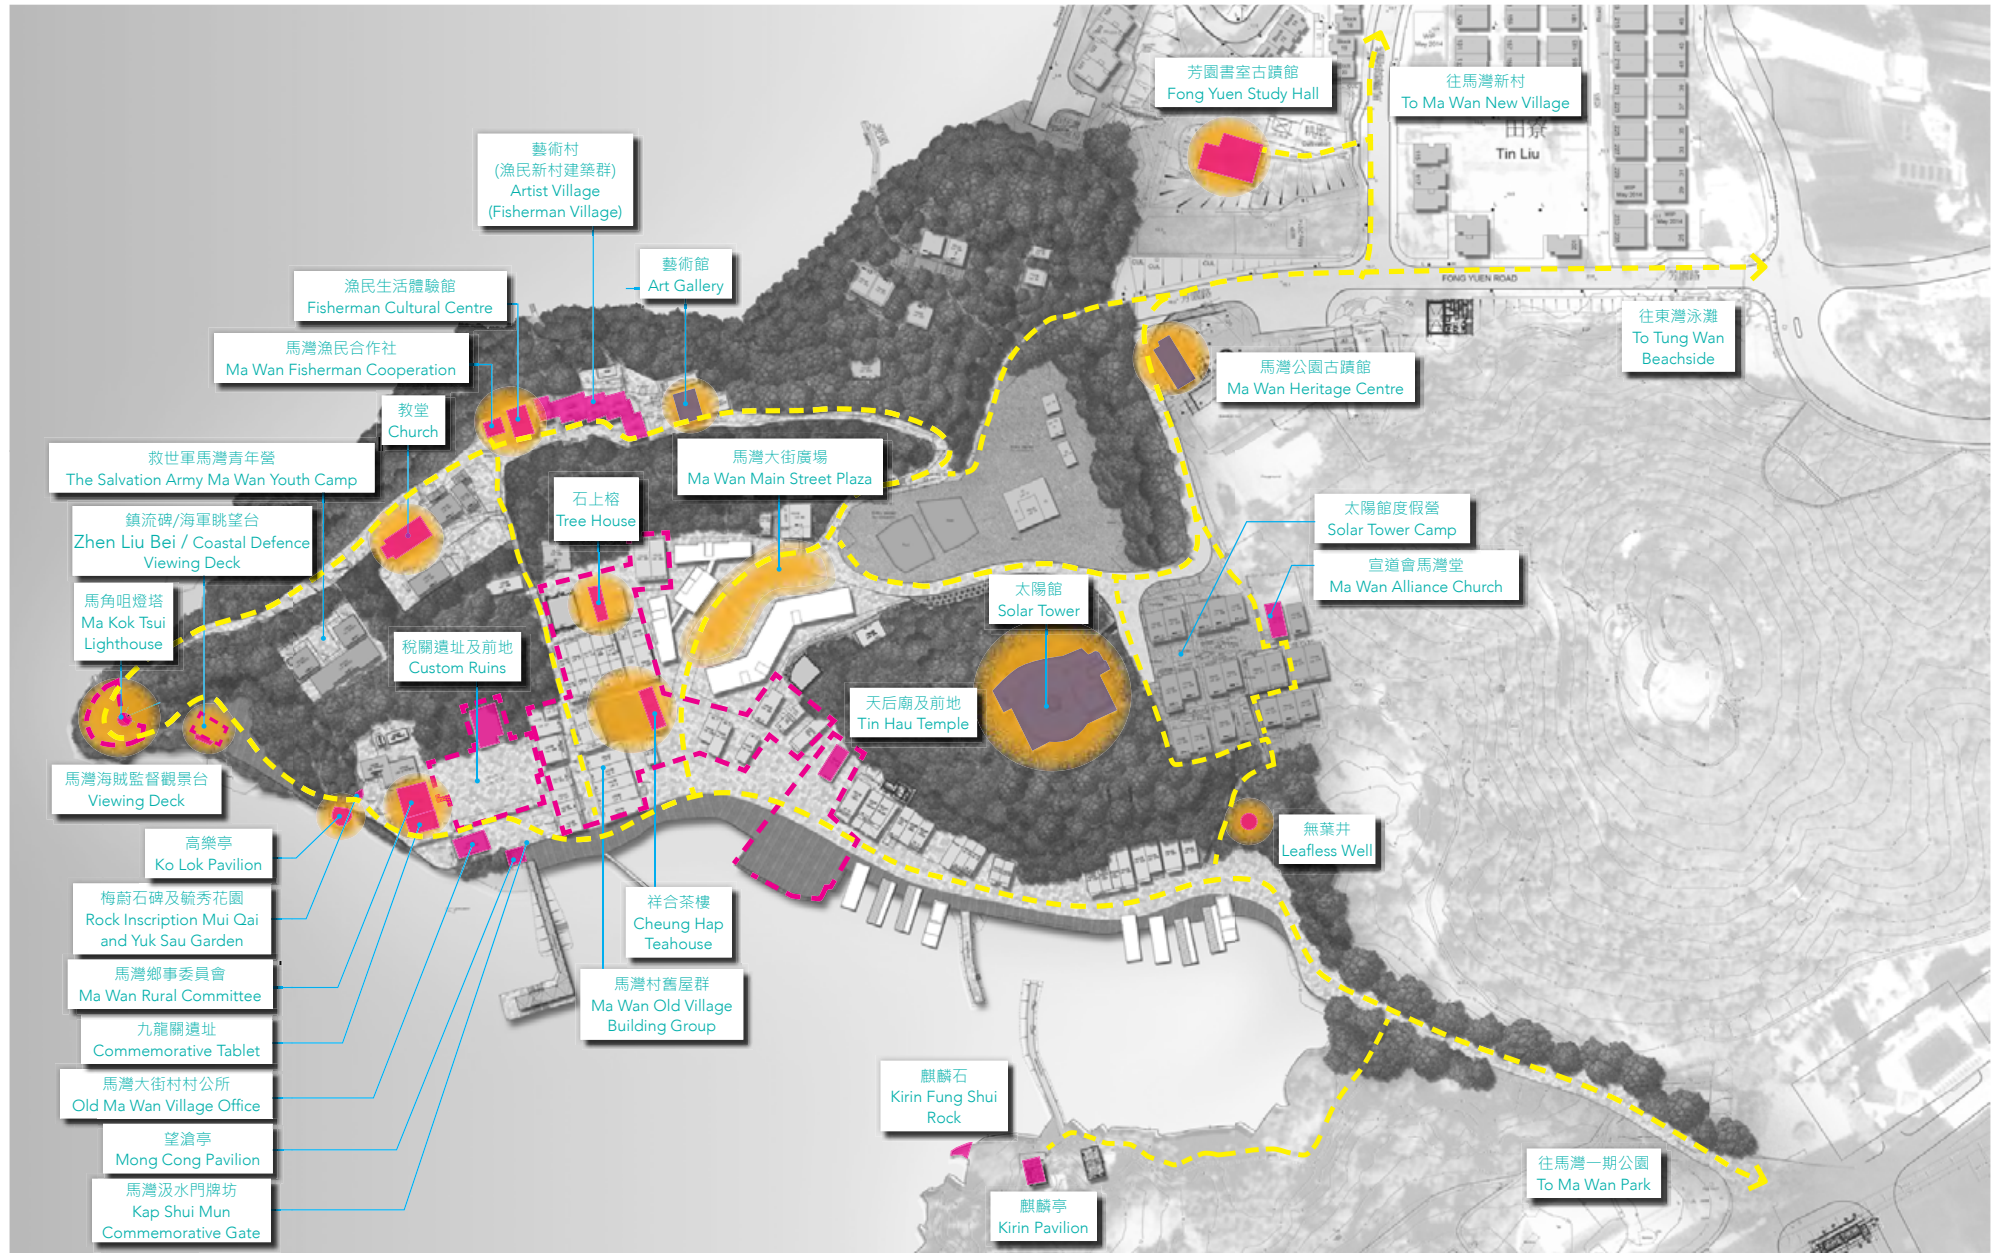 芳園書室古蹟館
Fong Yuen Study Hall
往馬灣新村
To Ma Wan New Village
田寮
Tin Liu
藝術村
(漁民新村建築群)
Artist Village
(Fisherman Village)
藝術館
Art Gallery
漁民生活體驗館
Fisherman Cultural Centre
FONG YUEN ROAD
往東灣泳灘
To Tung Wan
Beachside
馬灣漁民合作社
Ma Wan Fisherman Cooperation
馬灣公園古蹟館
Ma Wan Heritage Centre
教堂
Church
救世軍馬灣青年營
The Salvation Army Ma Wan Youth Camp
馬灣大街廣場
Ma Wan Main Street Plaza
石上榕
Tree House
鎮流碑/海軍眺望台
Zhen Liu Bei / Coastal Defence
Viewing Deck
太陽館度假營
Solar Tower Camp
宣道會馬灣堂
Ma Wan Alliance Church
馬角咀燈塔
Ma Kok Tsui
Lighthouse
太陽館
Solar Tower
稅關遺址及前地
Custom Ruins
天后廟及前地
Tin Hau Temple
馬灣海賊監督觀景台
Viewing Deck
高樂亭
Ko Lok Pavilion
無葉井
Leafless Well
梅蔚石碑及毓秀花園
Rock Inscription Mui Qai
and Yuk Sau Garden
祥合茶樓
Cheung Hap
Teahouse
馬灣鄉事委員會
Ma Wan Rural Committee
馬灣村舊屋群
Ma Wan Old Village
Building Group
九龍關遺址
Commemorative Tablet
馬灣大街村村公所
Old Ma Wan Village Office
麒麟石
Kirin Fung Shui
Rock
望滄亭
Mong Cong Pavilion
往馬灣一期公園
To Ma Wan Park
馬灣汲水門牌坊
Kap Shui Mun
Commemorative Gate
麒麟亭
Kirin Pavilion